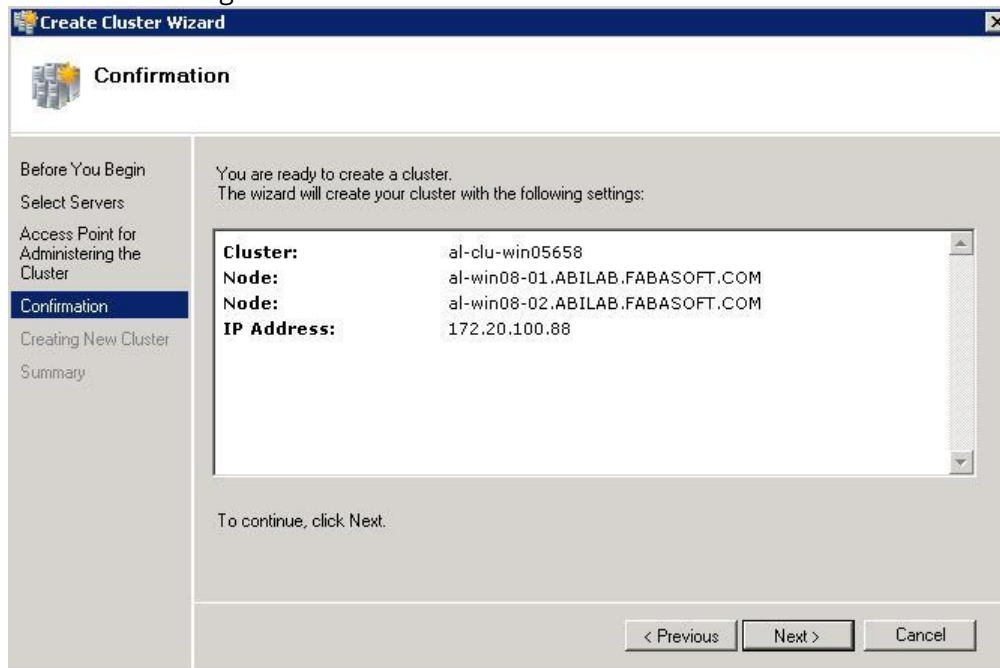 Create Cluster Wizard
Confirmation
Before You Begin
Select Servers
Access Point for
Administering the
Cluster
Confirmation
Creating New Cluster
Summary
You are ready to create a cluster.
The wizard will create your cluster with the following settings:
Cluster: al-clu-win05658
Node: al-win08-01.ABILAB.FABASOFT.COM
Node: al-win08-02.ABILAB.FABASOFT.COM
IP Address: 172.20.100.88
To continue, click Next.
< Previous Next > Cancel